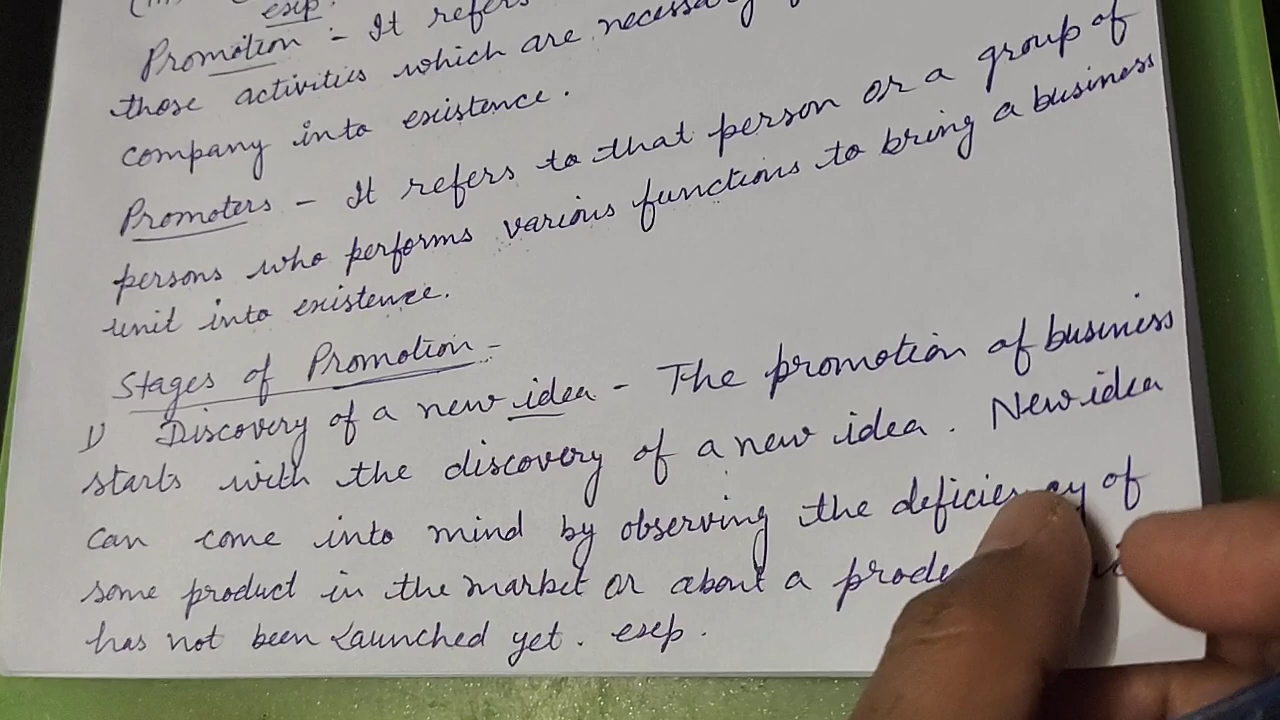 esep.
Promotion :- It refers
those activities which are necessary
company into existence.
Promoters - It refers to that person or a group of
persons who performs various functions to bring a business
unit into existence.
Stages of Promotion -
1) Discovery of a new idea - The promotion of business
starts with the discovery of a new idea. New idea
can come into mind by observing the deficiency of
some product in the market or about a
has not been launched yet. esep.